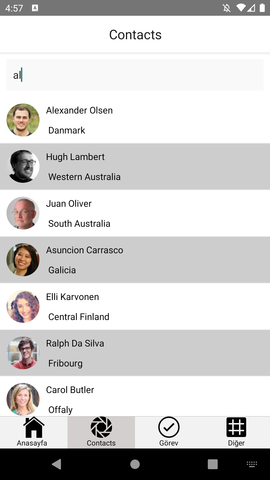 4:57
Contacts
al
Alexander Olsen
Danmark
Hugh Lambert
Western Australia
Juan Oliver
South Australia
Asuncion Carrasco
Galicia
Elli Karvonen
Central Finland
Ralph Da Silva
Fribourg
Carol Butler
Offaly
Anasayfa
Contacts
Görev
Diğer